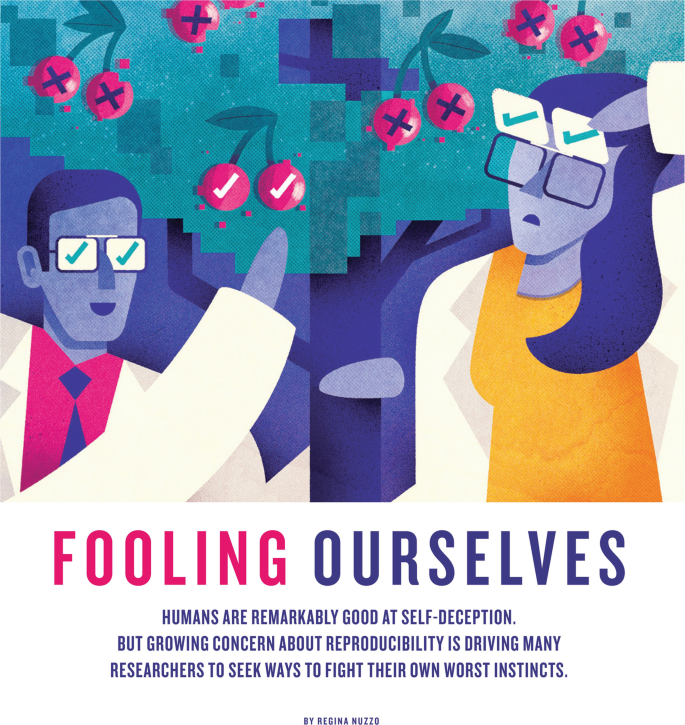 FOOLING OURSELVES
HUMANS ARE REMARKABLY GOOD AT SELF-DECEPTION.
BUT GROWING CONCERN ABOUT REPRODUCIBILITY IS DRIVING MANY
RESEARCHERS TO SEEK WAYS TO FIGHT THEIR OWN WORST INSTINCTS.
BY REGINA NUZZO